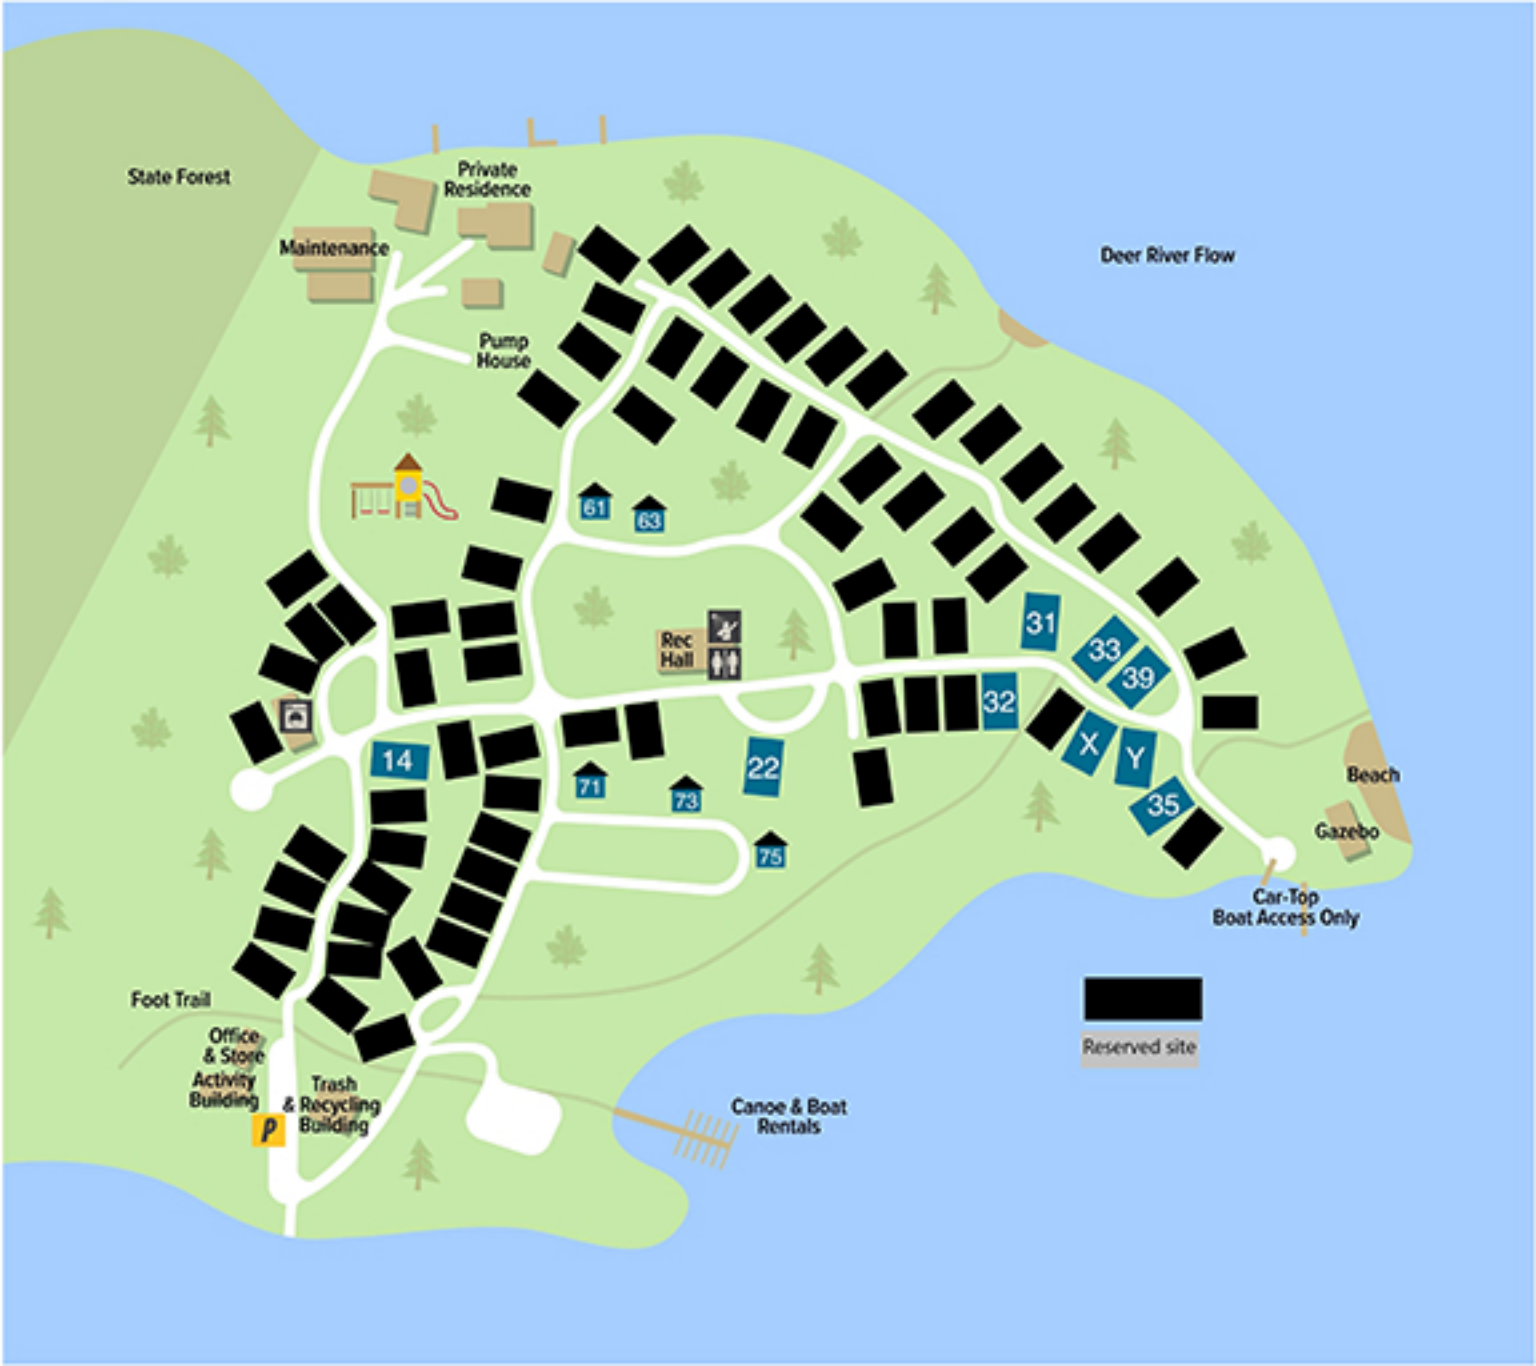 State Forest
Private
Residence
Maintenance
Deer River Flow
Pump
House
61
63
Rec
Hall
31
33
39
32
14
22
X
Y
35
71
73
75
Beach
Gazebo
Car-Top
Boat Access Only
Foot Trail
Office
& Store
Activity
Building
Trash
& Recycling
Building
P
Reserved site
Canoe & Boat
Rentals